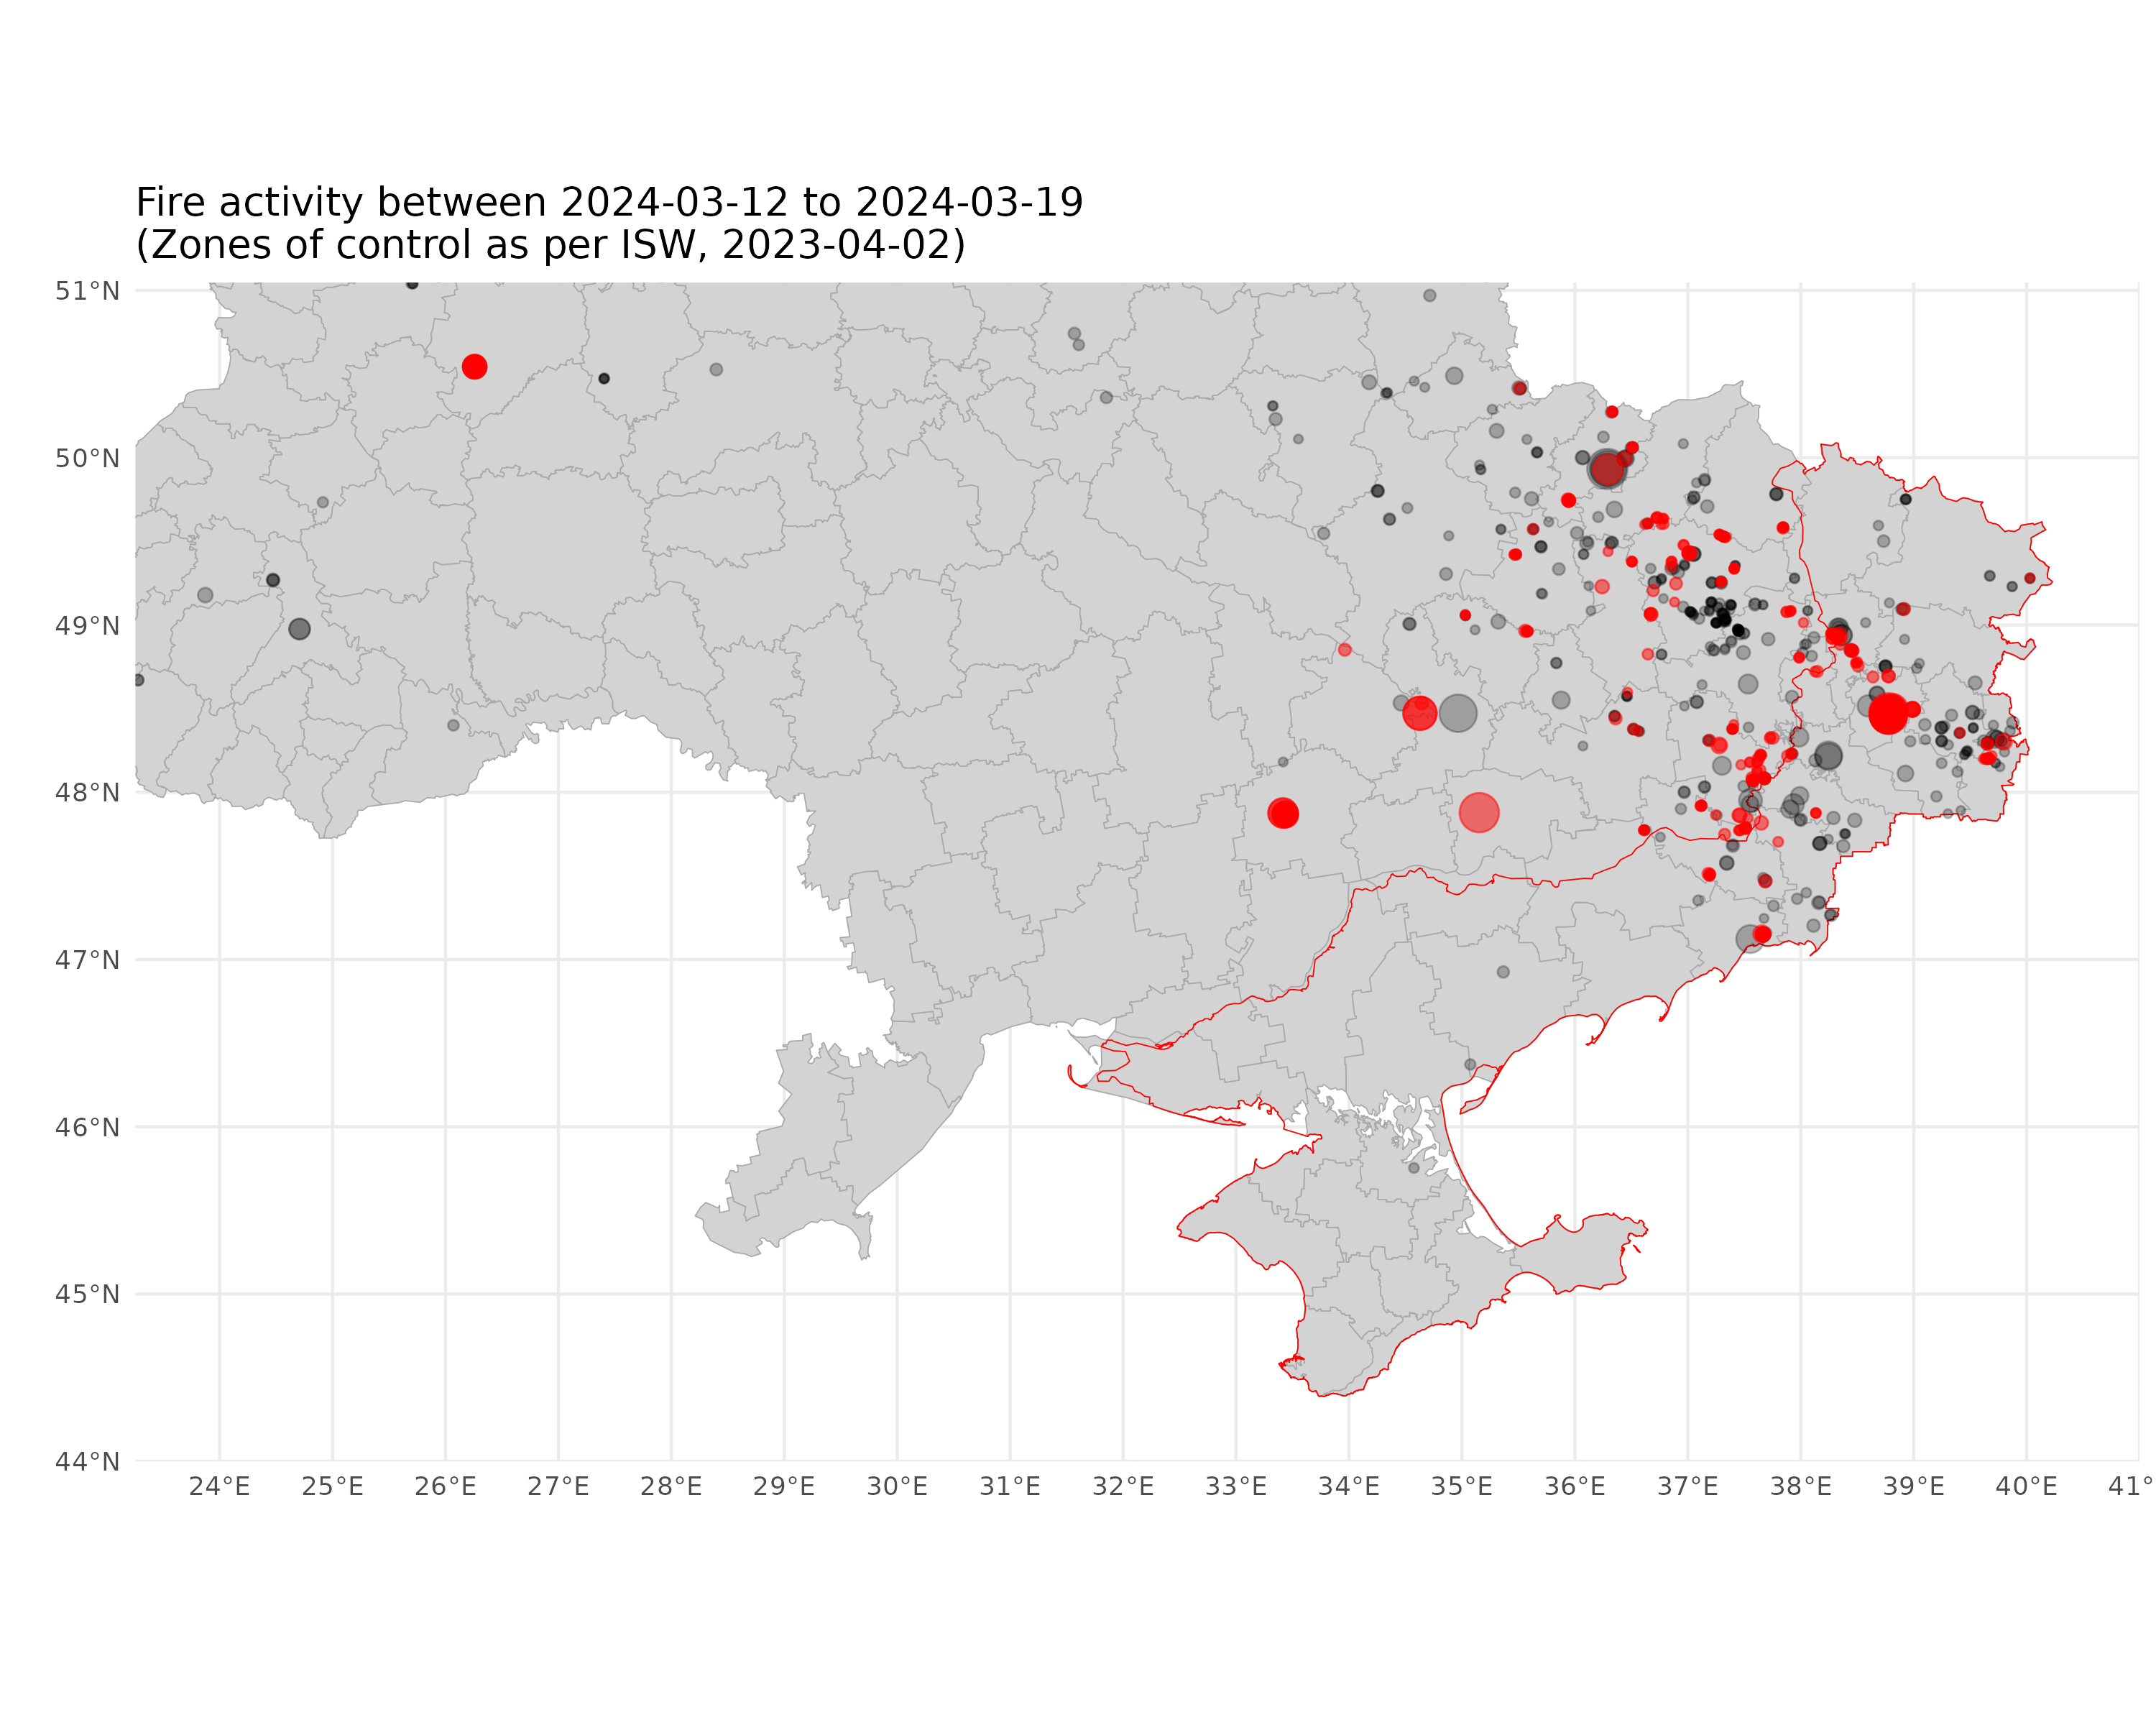 Fire activity between 2024-03-12 to 2024-03-19
(Zones of control as per ISW, 2023-04-02)
51°N
50°N
49°N
48°N
47°N
46°N
45°N
44°N
24°E 25°E 26°E 27°E 28°E 29°E 30°E 31°E 32°E 33°E 34°E 35°E 36°E 37°E 38°E 39°E 40°E 41°